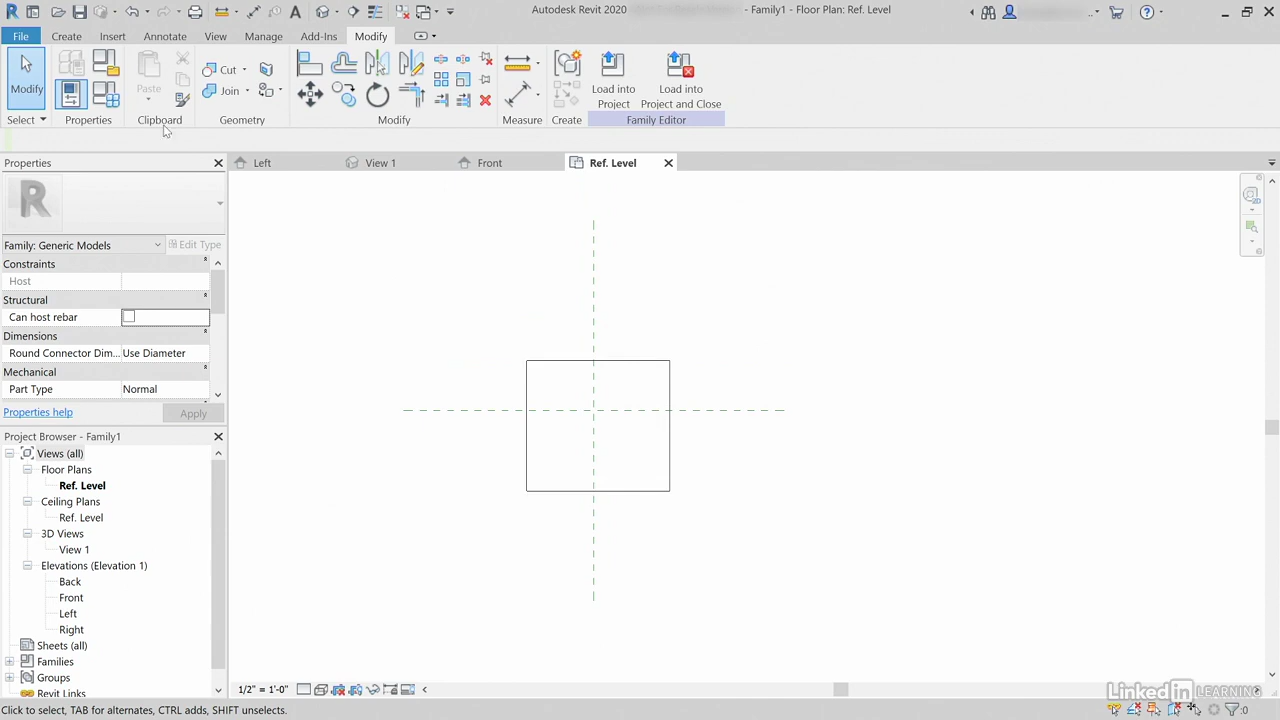 Autodesk Revit 2020 - Family1 - Floor Plan: Ref. Level
File Create Insert Annotate View Manage Add-Ins Modify
Modify
Paste
Cut
Join
Load into
Project
Load into
Project and Close
Select Properties Clipboard Geometry Modify Measure Create Family Editor
Properties
Left View 1 Front Ref. Level
R
Family: Generic Models Edit Type
Constraints
Host
Structural
Can host rebar
Dimensions
Round Connector Dim... Use Diameter
Mechanical
Part Type Normal
Properties help Apply
Project Browser - Family1
Views (all)
Floor Plans
Ref. Level
Ceiling Plans
Ref. Level
3D Views
View 1
Elevations (Elevation 1)
Back
Front
Left
Right
Sheets (all)
Families
Groups
Revit Links
1/2" = 1'-0"
Click to select, TAB for alternates, CTRL adds, SHIFT unselects.
:0
LinkedIn LEARNING